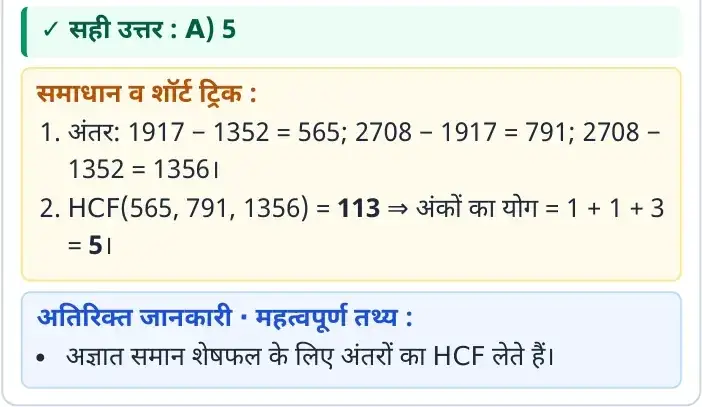 ✓ सही उत्तर : A) 5
समाधान व शॉर्ट ट्रिक :
1. अंतर: 1917 − 1352 = 565; 2708 − 1917 = 791; 2708 −
1352 = 1356।
2. HCF(565, 791, 1356) = 113 ⇒ अंकों का योग = 1 + 1 + 3
= 5।
अतिरिक्त जानकारी · महत्वपूर्ण तथ्य :
• अज्ञात समान शेषफल के लिए अंतरों का HCF लेते हैं।